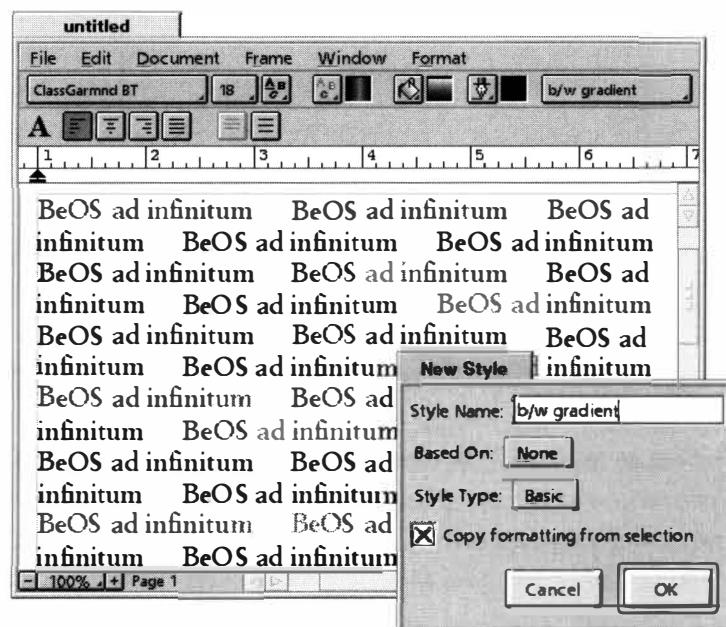 untitled
File Edit Document Frame Window Format
ClassGarmnd BT 18 A B C A B C b/w gradient
A
1 2 3 4 5 6 7
BeOS ad infinitum BeOS ad infinitum BeOS ad
infinitum BeOS ad infinitum BeOS ad infinitum
BeOS ad infinitum BeOS ad infinitum BeOS ad
infinitum BeOS ad infinitum BeOS ad infinitum
BeOS ad infinitum BeOS ad infinitum BeOS ad
infinitum BeOS ad infinitum infinitum
BeOS ad infinitum BeOS ad
infinitum BeOS ad infinitum
BeOS ad infinitum BeOS ad
infinitum BeOS ad infinitum
BeOS ad infinitum BeOS ad
infinitum BeOS ad infinitum
100% Page 1
New Style
Style Name: b/w gradient
Based On: None
Style Type: Basic
Copy formatting from selection
Cancel OK